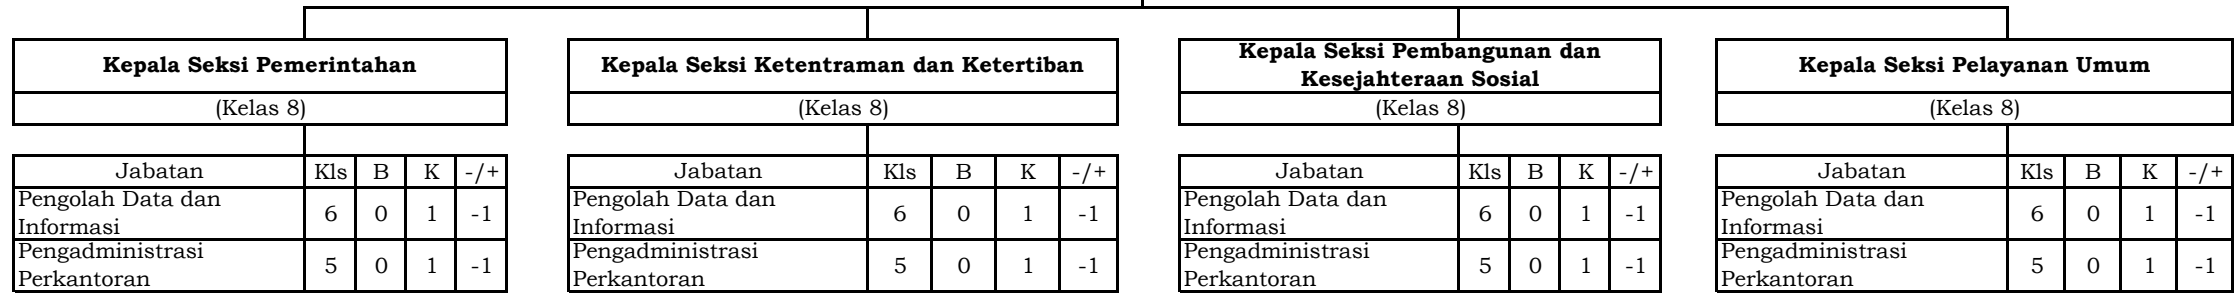 Kepala Seksi Pemerintahan
(Kelas 8)
Jabatan Kls B K -/+
Pengolah Data dan
Informasi 6 0 1 -1
Pengadministrasi
Perkantoran 5 0 1 -1
Kepala Seksi Ketentraman dan Ketertiban
(Kelas 8)
Jabatan Kls B K -/+
Pengolah Data dan
Informasi 6 0 1 -1
Pengadministrasi
Perkantoran 5 0 1 -1
Kepala Seksi Pembangunan dan
Kesejahteraan Sosial
(Kelas 8)
Jabatan Kls B K -/+
Pengolah Data dan
Informasi 6 0 1 -1
Pengadministrasi
Perkantoran 5 0 1 -1
Kepala Seksi Pelayanan Umum
(Kelas 8)
Jabatan Kls B K -/+
Pengolah Data dan
Informasi 6 0 1 -1
Pengadministrasi
Perkantoran 5 0 1 -1